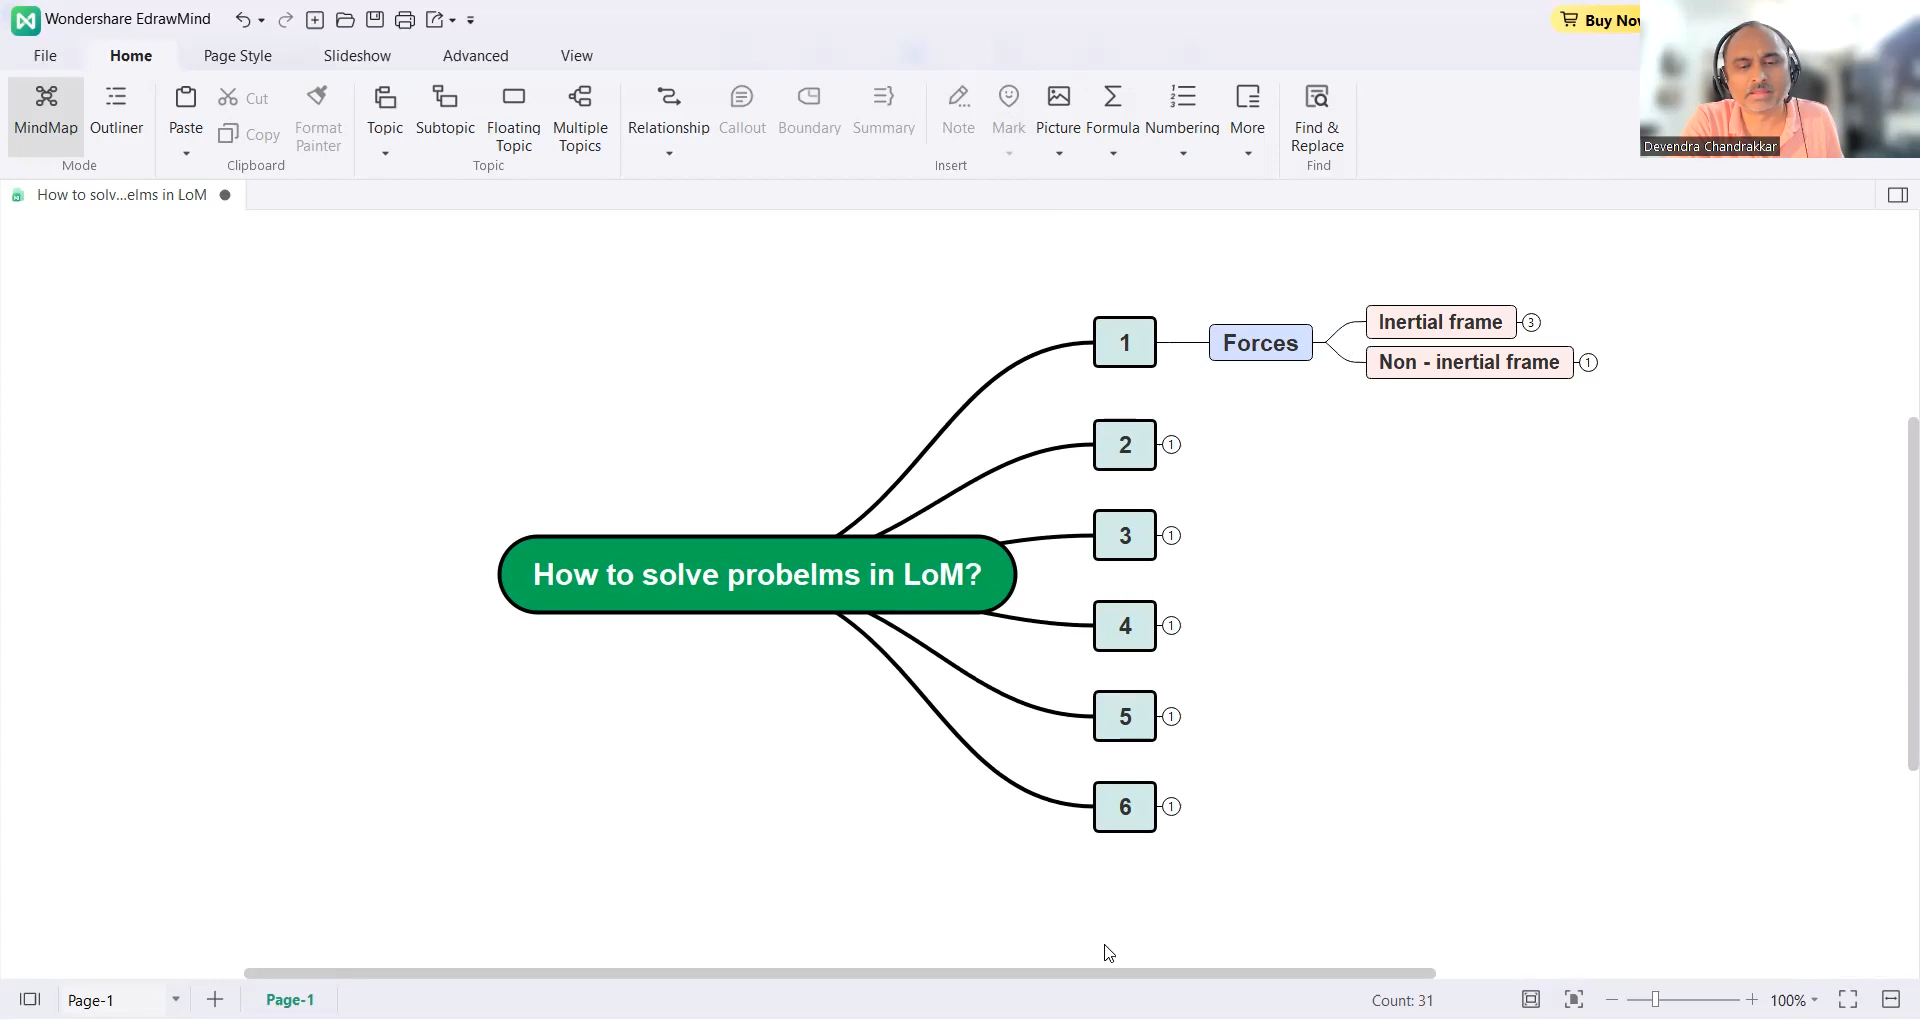 Wondershare EdrawMind
Buy Now
File Home Page Style Slideshow Advanced View
MindMap Outliner Paste Cut Copy Format Painter Topic Subtopic Floating Topic Multiple Topics Relationship Callout Boundary Summary Note Mark Picture Formula Numbering More Find & Replace
Mode Clipboard Topic Insert Find
Devendra Chandrakkar
How to solv...elms in LoM
1 Forces Inertial frame 3
Non - inertial frame 1
2 1
3 1
How to solve probelms in LoM?
4 1
5 1
6 1
Page-1 Page-1 Count: 31 100%